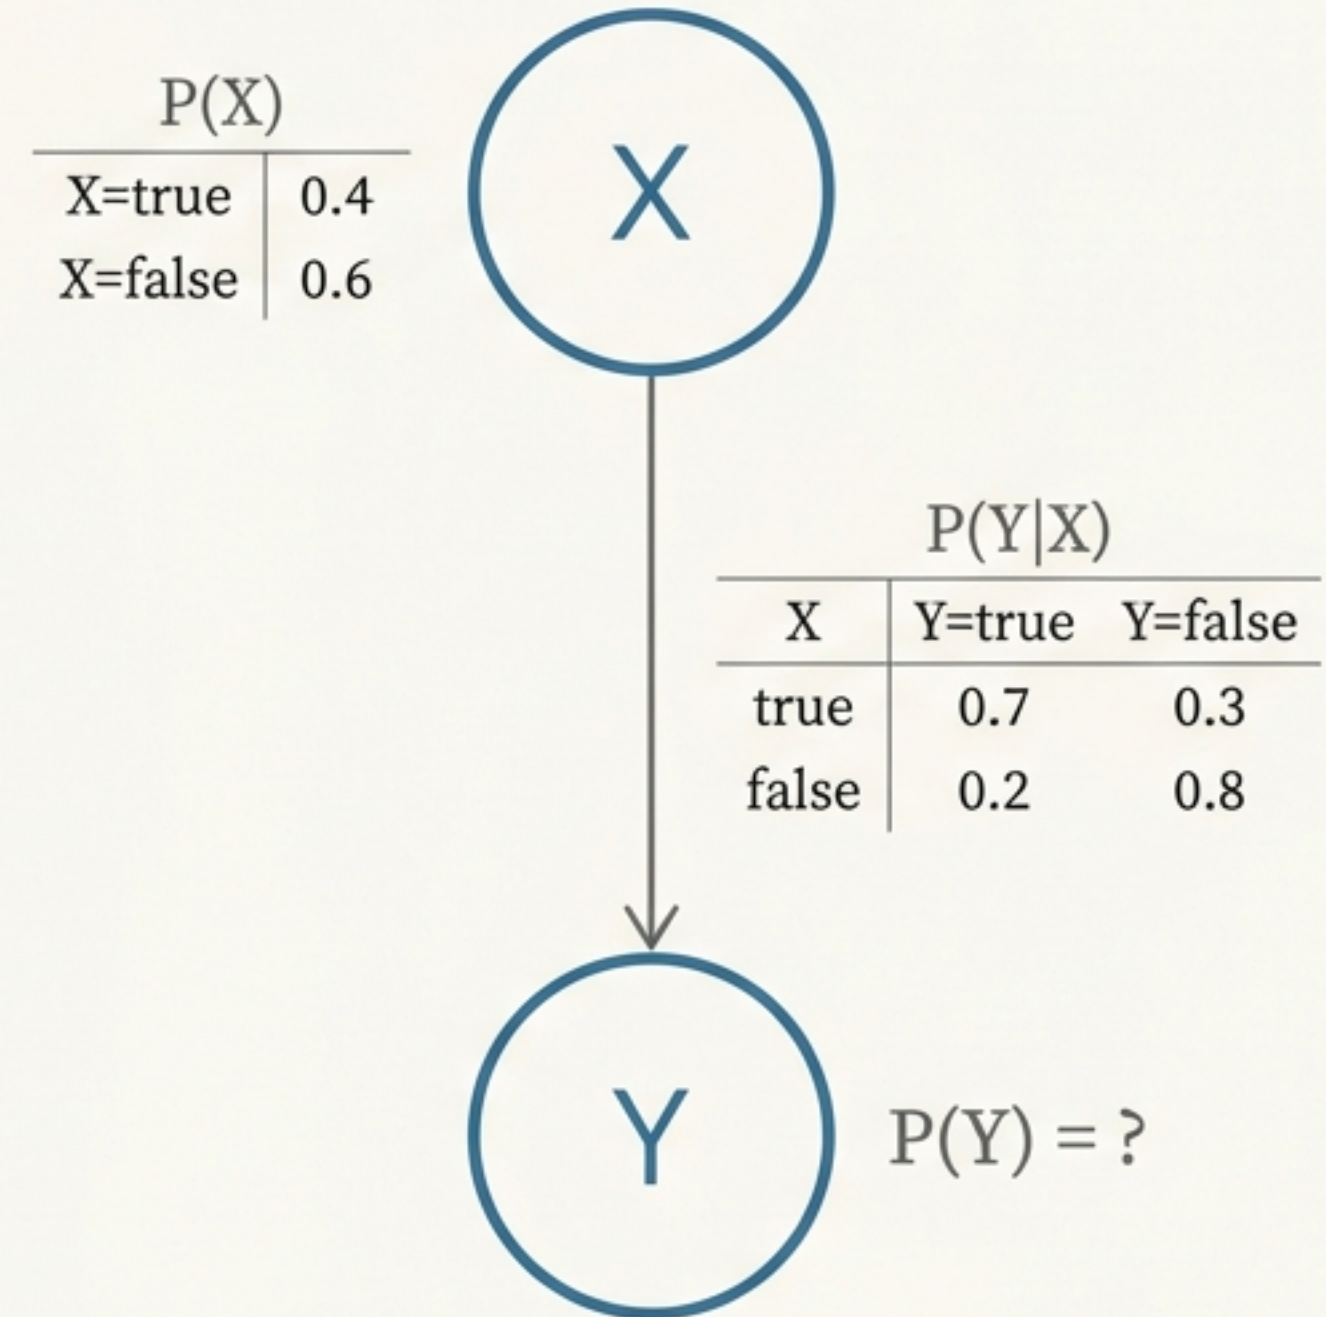 P(X)
X=true 0.4
X=false 0.6
X
P(Y|X)
X Y=true Y=false
true 0.7 0.3
false 0.2 0.8
Y
P(Y) = ?